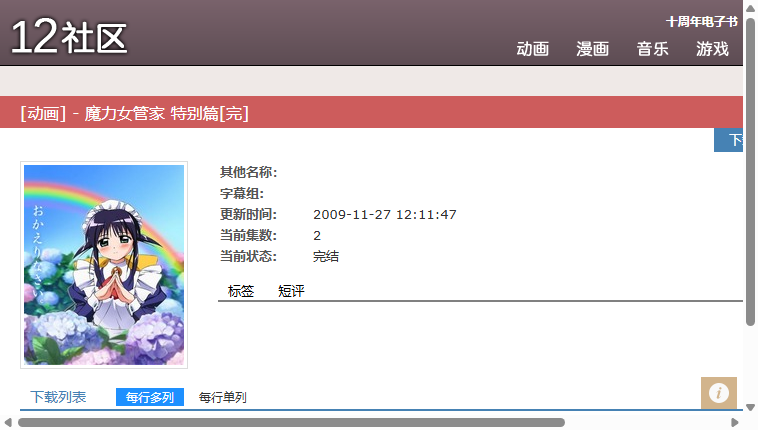 12社区
十周年电子书
动画 漫画 音乐 游戏
[动画] - 魔力女管家 特别篇[完]
下
其他名称:
字幕组:
更新时间: 2009-11-27 12:11:47
当前集数: 2
当前状态: 完结
标签 短评
おかえりなさい
下载列表 每行多列 每行单列
i